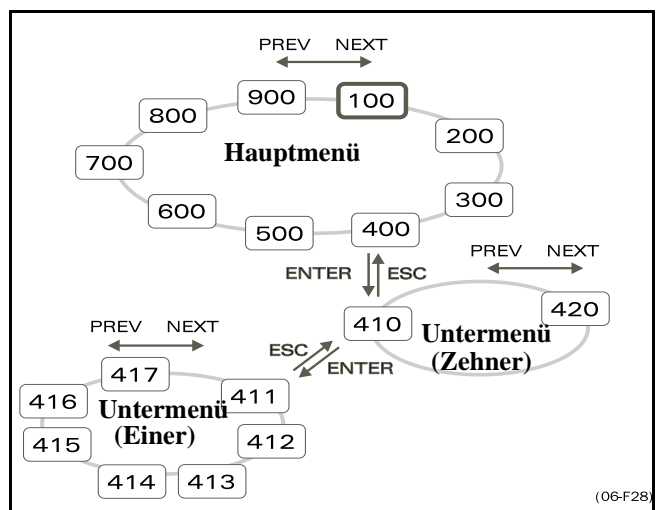 PREV NEXT
900
100
800
200
Hauptmenü
700
300
600
400
500
PREV NEXT
ENTER
ESC
420
410
Untermenü
(Zehner)
PREV NEXT
ESC
ENTER
417
411
416
Untermenü
(Einer)
412
415
414
413
(06-F28)